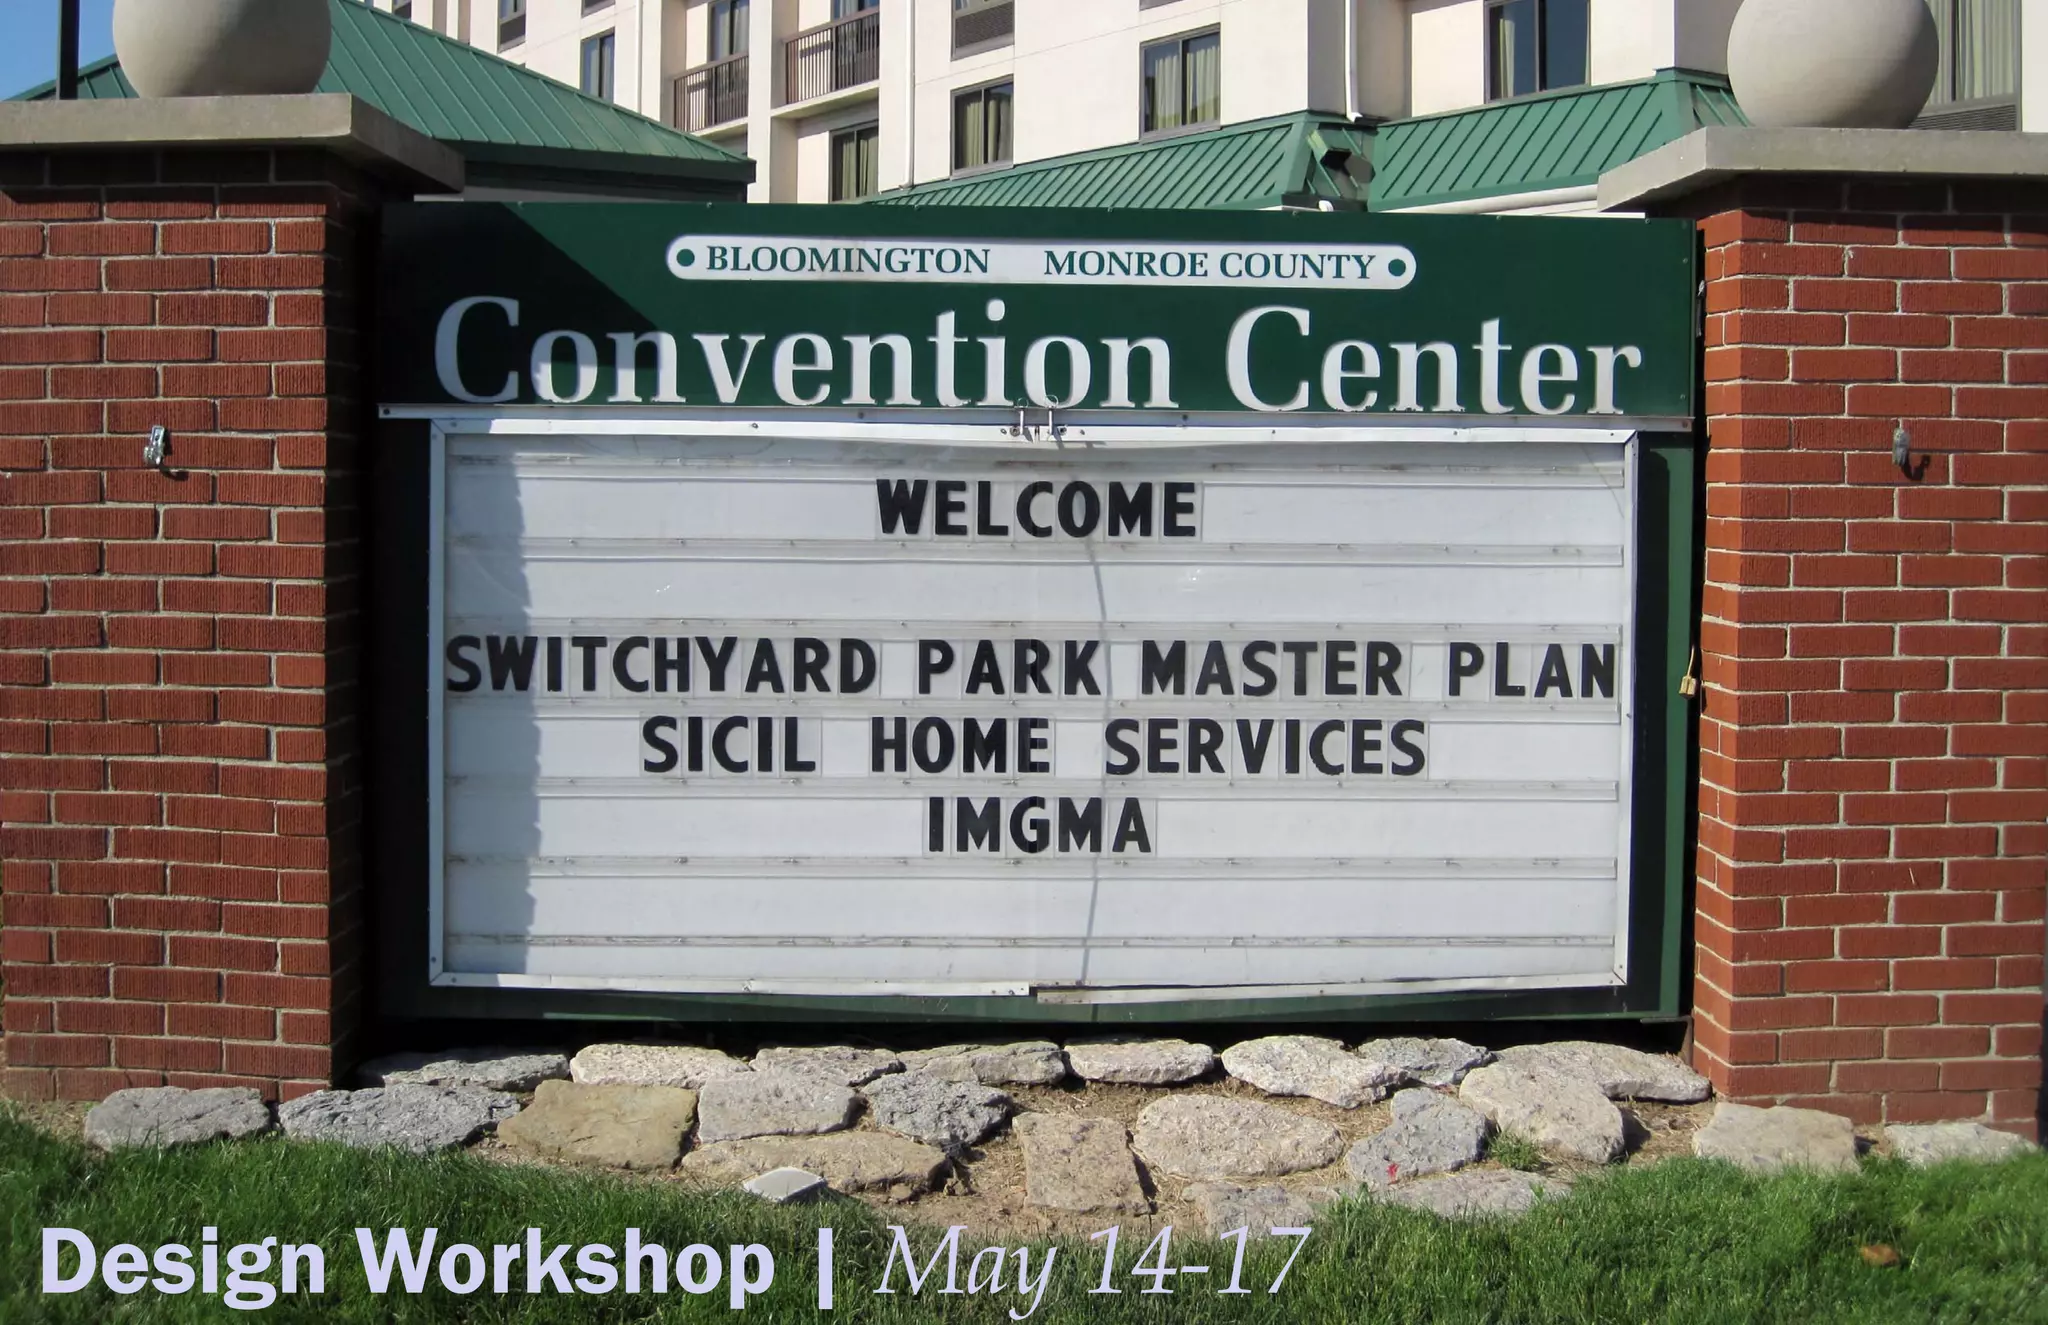 BLOOMINGTON MONROE COUNTY
Convention Center
WELCOME
SWITCHYARD PARK MASTER PLAN
SICIL HOME SERVICES
IMGMA
Design Workshop | May 14-17